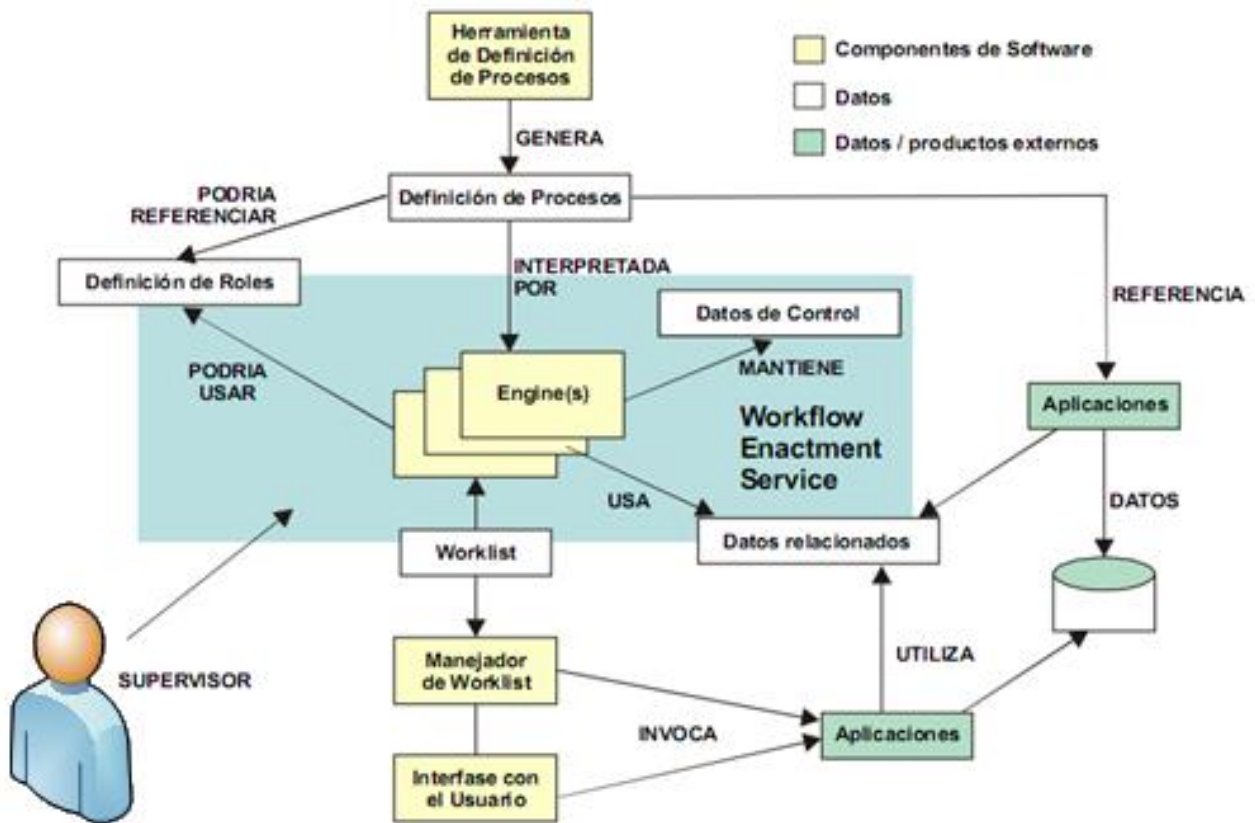 Herramienta
de Definición
de Procesos
Componentes de Software
Datos
Datos / productos externos
GENERA
Definición de Procesos
PODRIA
REFERENCIAR
Definición de Roles
INTERPRETADA
POR
Datos de Control
REFERENCIA
PODRIA
USAR
Engine(s)
MANTIENE
Workflow
Enactment
Service
Aplicaciones
USA
DATOS
Worklist
Datos relacionados
SUPERVISOR
Manejador
de Worklist
UTILIZA
INVOCA
Aplicaciones
Interfase con
el Usuario